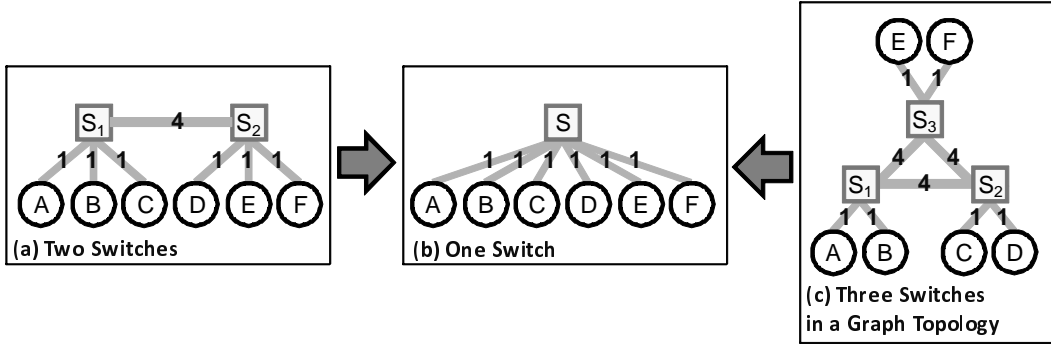 S1 4 S2
1 1 1 1 1 1
A B C D E F
(a) Two Switches
S
1 1 1 1 1 1
A B C D E F
(b) One Switch
E F
1 1
S3
4 4
S1 4 S2
1 1 1 1
A B C D
(c) Three Switches
in a Graph Topology